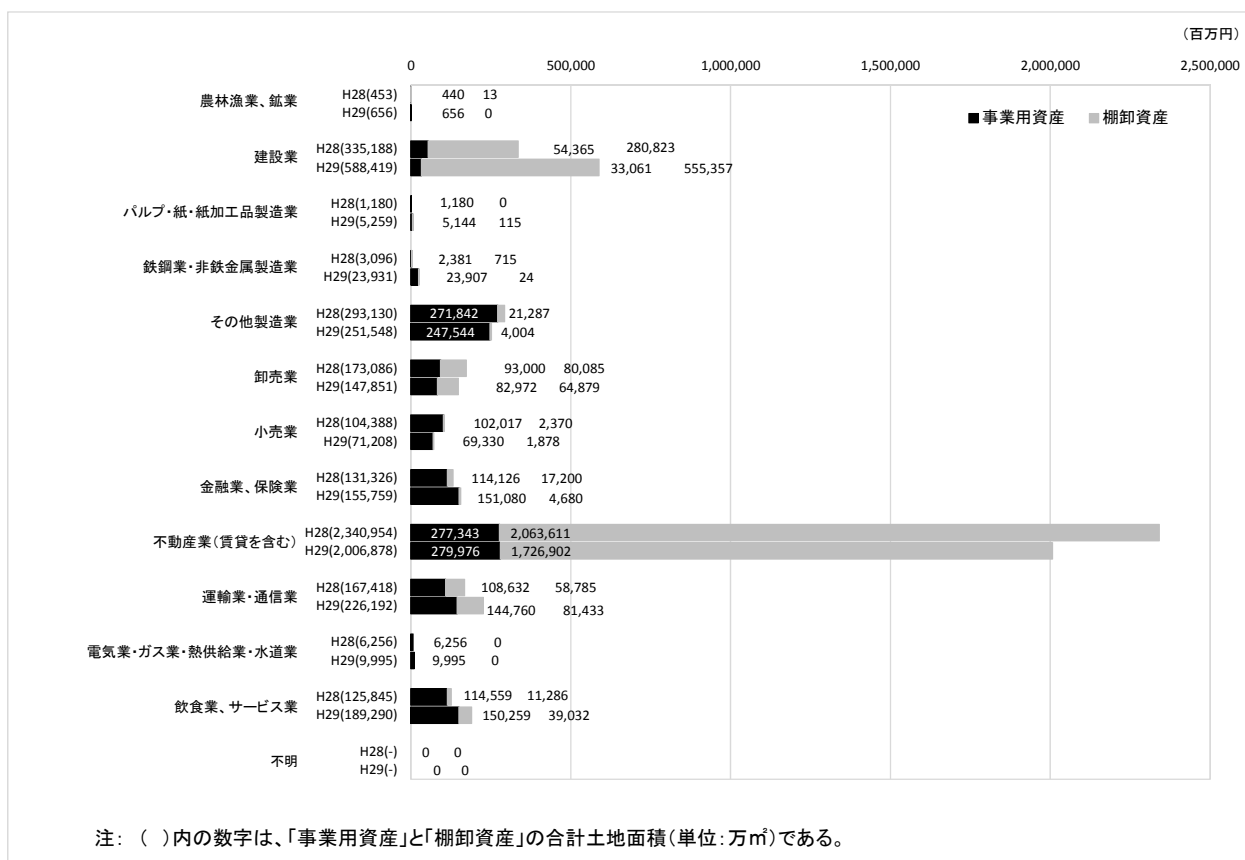 (百万円)
0 500,000 1,000,000 1,500,000 2,000,000 2,500,000
■事業用資産 ■棚卸資産
農林漁業、鉱業
H28(453) 440 13
H29(656) 656 0
建設業
H28(335,188) 54,365 280,823
H29(588,419) 33,061 555,357
パルプ・紙・紙加工品製造業
H28(1,180) 1,180 0
H29(5,259) 5,144 115
鉄鋼業・非鉄金属製造業
H28(3,096) 2,381 715
H29(23,931) 23,907 24
その他製造業
H28(293,130) 271,842 21,287
H29(251,548) 247,544 4,004
卸売業
H28(173,086) 93,000 80,085
H29(147,851) 82,972 64,879
小売業
H28(104,388) 102,017 2,370
H29(71,208) 69,330 1,878
金融業、保険業
H28(131,326) 114,126 17,200
H29(155,759) 151,080 4,680
不動産業(賃貸を含む)
H28(2,340,954) 277,343 2,063,611
H29(2,006,878) 279,976 1,726,902
運輸業・通信業
H28(167,418) 108,632 58,785
H29(226,192) 144,760 81,433
電気業・ガス業・熱供給業・水道業
H28(6,256) 6,256 0
H29(9,995) 9,995 0
飲食業、サービス業
H28(125,845) 114,559 11,286
H29(189,290) 150,259 39,032
不明
H28(-) 0 0
H29(-) 0 0
注: ( )内の数字は、「事業用資産」と「棚卸資産」の合計土地面積(単位:万㎡)である。